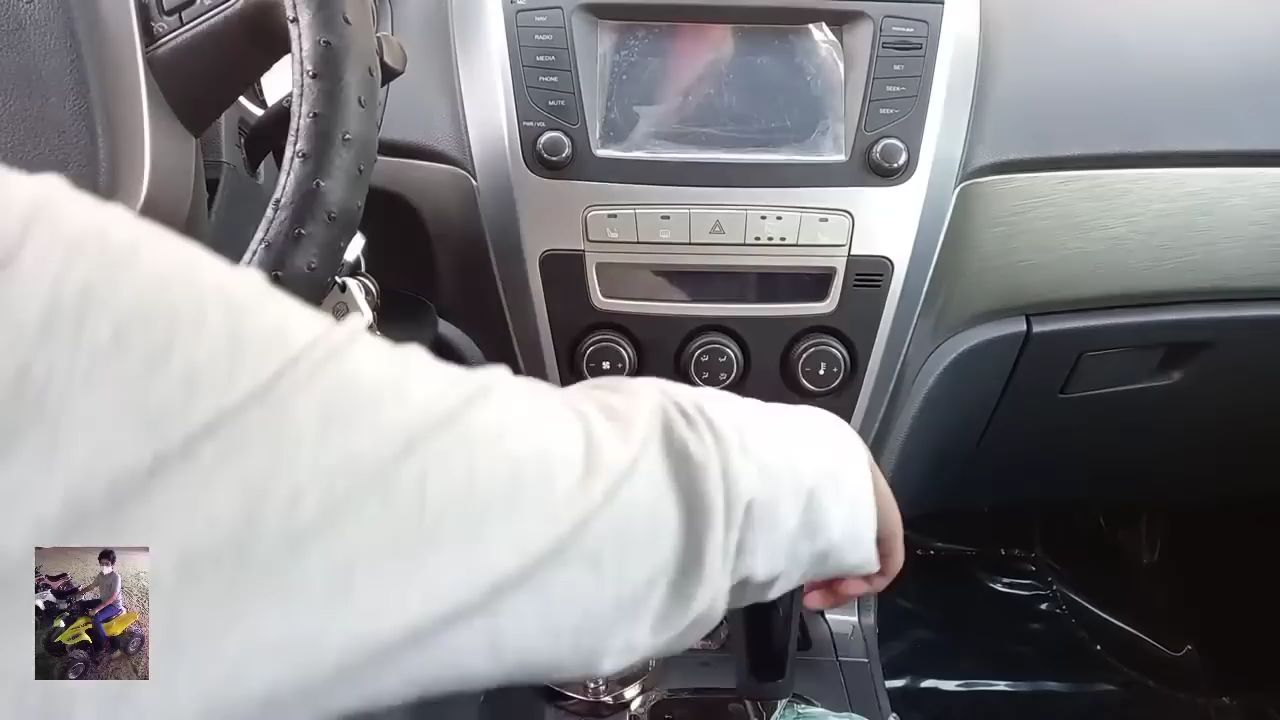 NAV
RADIO
MEDIA
PHONE
MUTE
PWR / VOL
SET
SEEK
SEEK
- +
- +